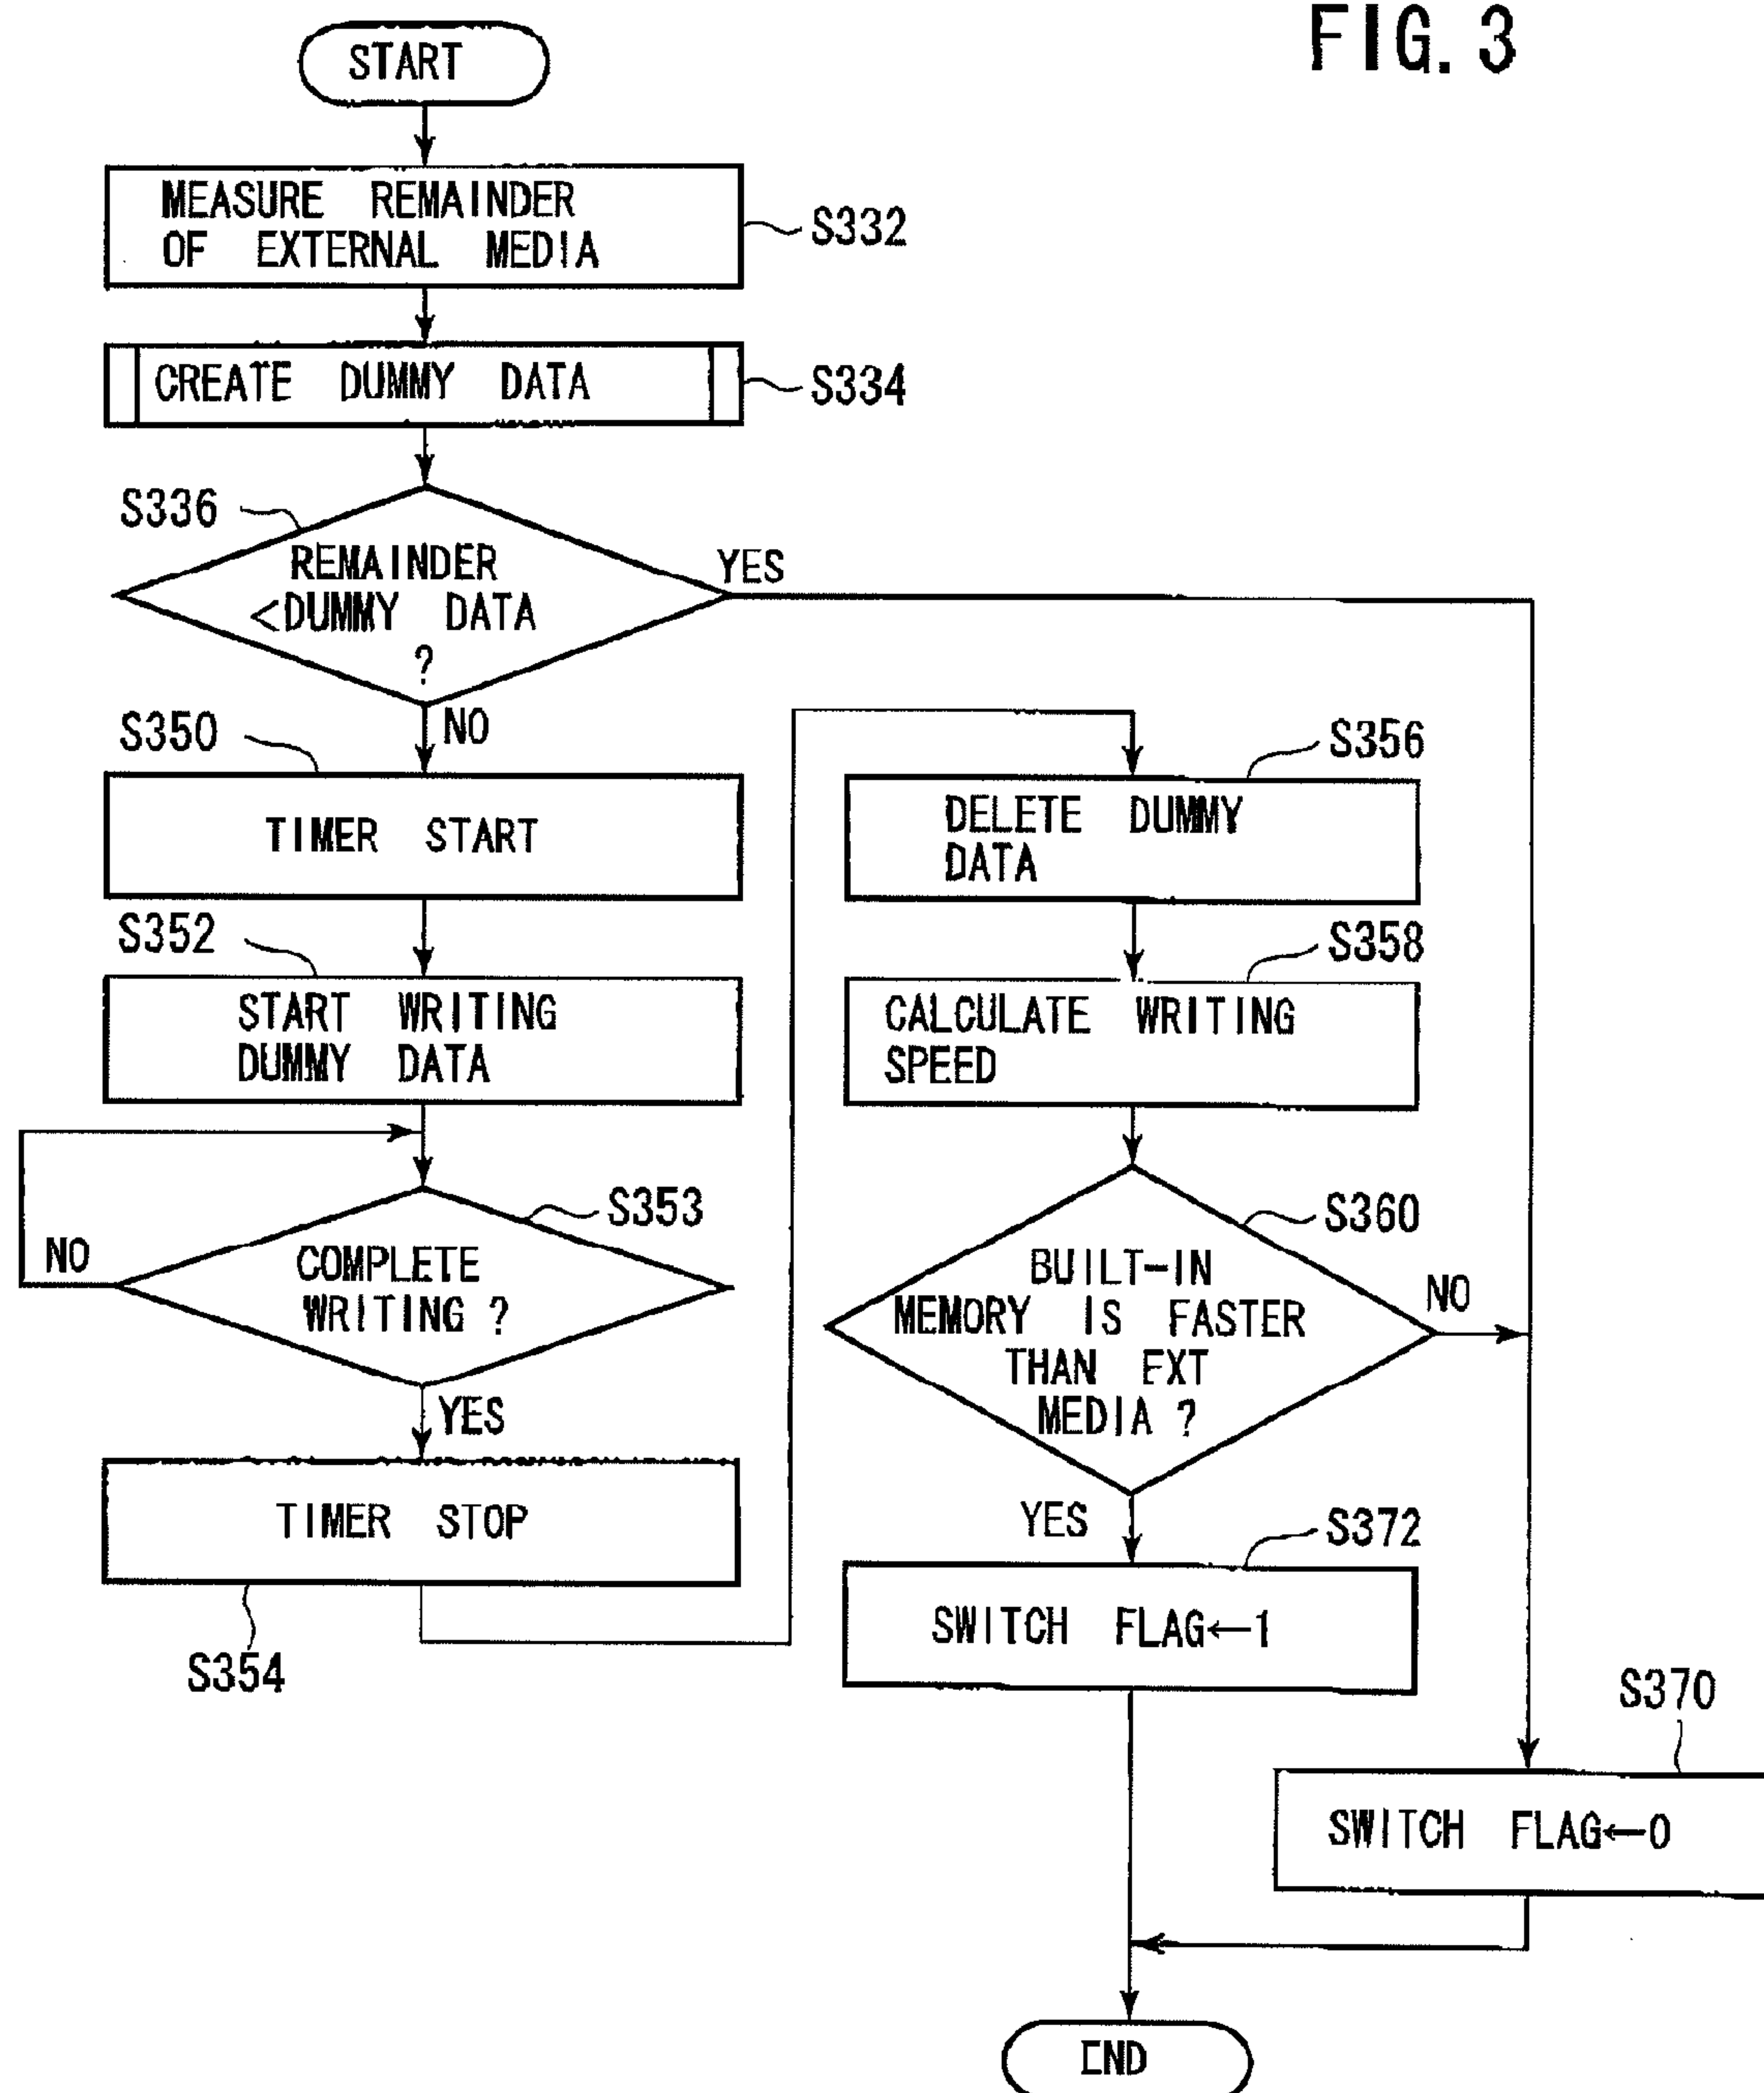 FIG. 3
START
MEASURE REMAINDER
OF EXTERNAL MEDIA
S332
CREATE DUMMY DATA
S334
S336
REMAINDER
<DUMMY DATA
?
YES
NO
S350
TIMER START
S352
START WRITING
DUMMY DATA
S353
COMPLETE
WRITING ?
NO
YES
TIMER STOP
S354
S356
DELETE DUMMY
DATA
S358
CALCULATE WRITING
SPEED
S360
BUILT-IN
MEMORY IS FASTER
THAN EXT
MEDIA ?
NO
YES
S372
SWITCH FLAG←1
S370
SWITCH FLAG←0
END